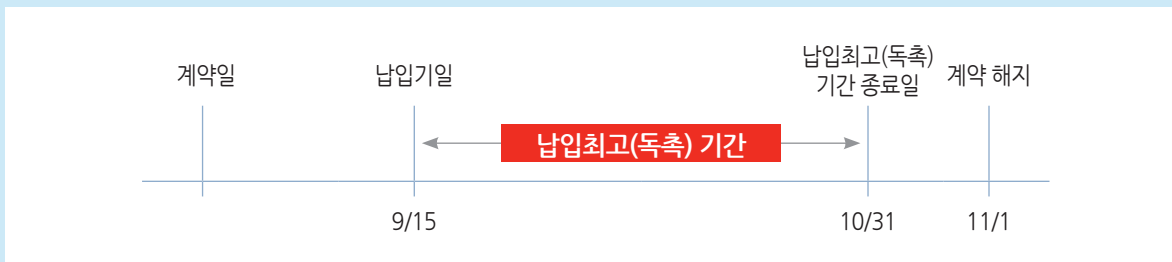 계약일
납입기일
납입최고(독촉)
기간 종료일
계약 해지
납입최고(독촉) 기간
9/15
10/31
11/1